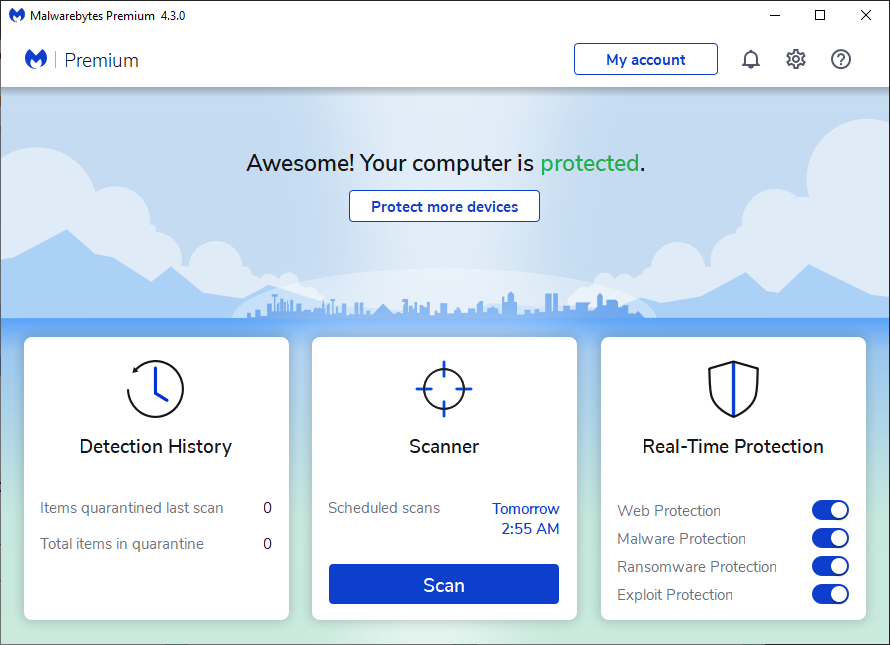 Malwarebytes Premium 4.3.0
Premium
My account
Awesome! Your computer is protected.
Protect more devices
Detection History
Items quarantined last scan 0
Total items in quarantine 0
Scanner
Scheduled scans Tomorrow
2:55 AM
Scan
Real-Time Protection
Web Protection
Malware Protection
Ransomware Protection
Exploit Protection